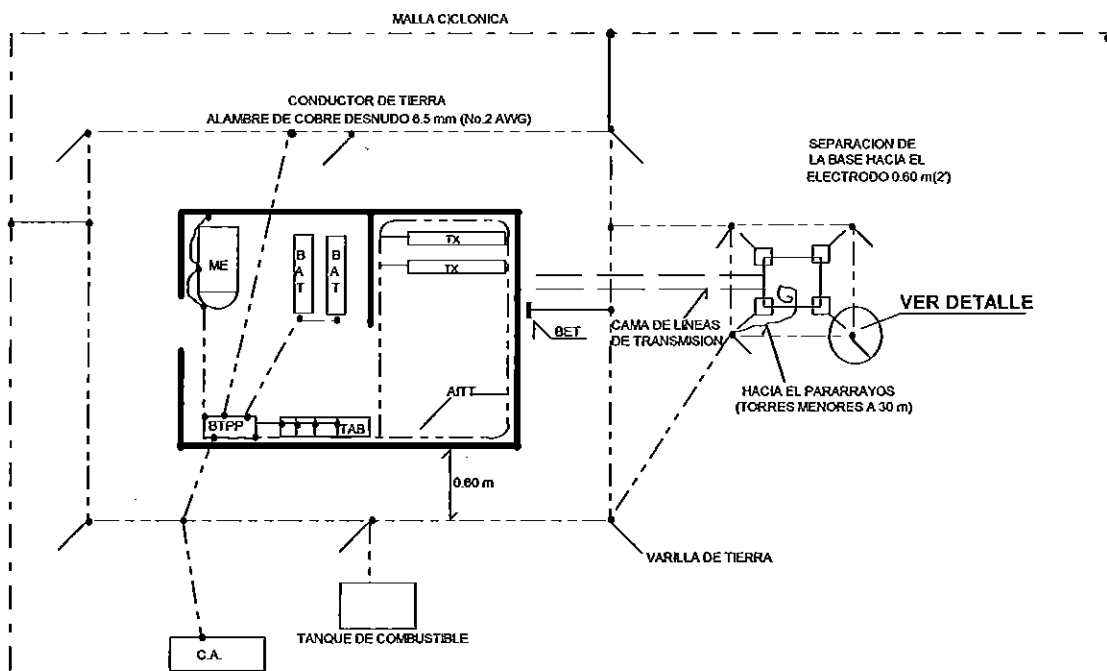 MALLA CICLONICA
CONDUCTOR DE TIERRA
ALAMBRE DE COBRE DESNUDO 6.5 mm (No.2 AWG)
SEPARACION DE
LA BASE HACIA EL
ELECTRODO 0.60 m(2')
TX
TX
ME
BAT
BAT
VER DETALLE
BET
CAMA DE LINEAS
DE TRANSMISION
AITT
HACIA EL PARARRAYOS
(TORRES MENORES A 30 m)
BTPP
TAB
0.60 m
VARILLA DE TIERRA
TANQUE DE COMBUSTIBLE
C.A.